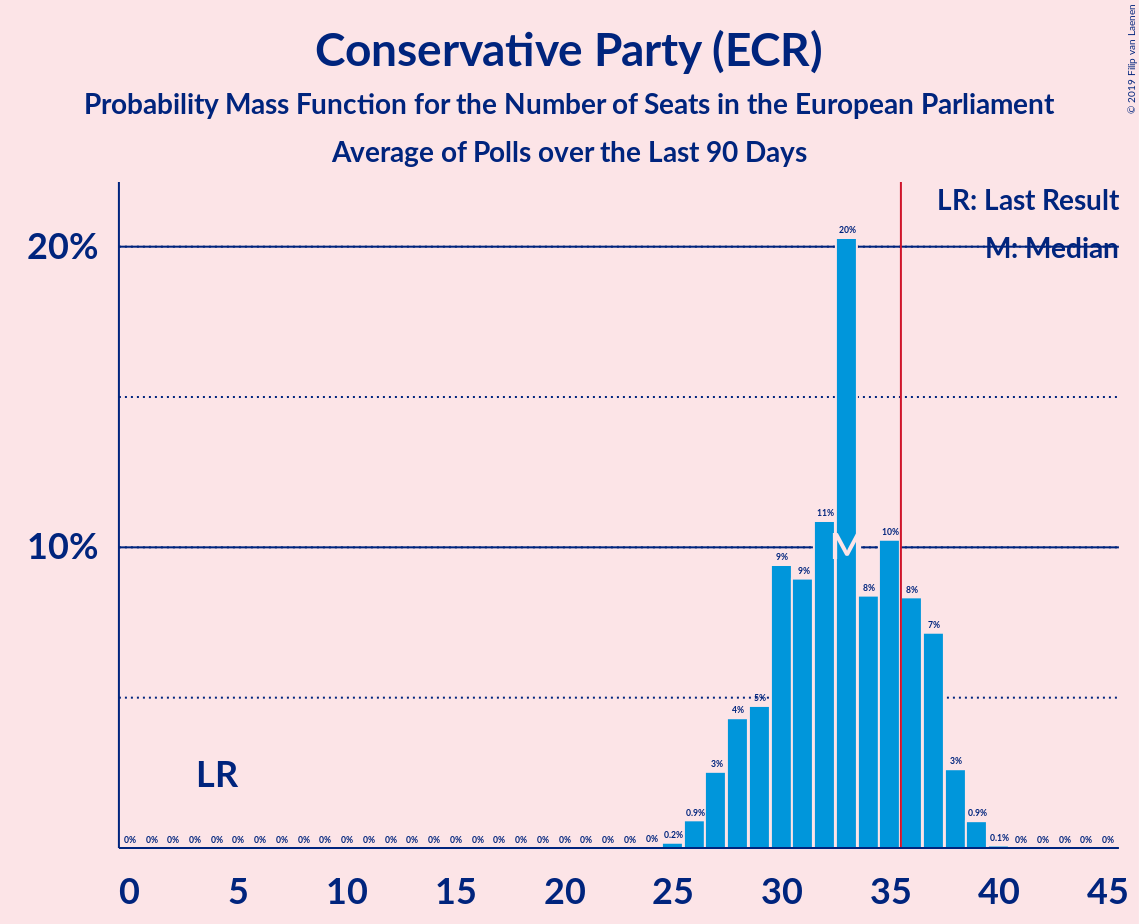 Conservative Party (ECR)
Probability Mass Function for the Number of Seats in the European Parliament
Average of Polls over the Last 90 Days
© 2019 Filip van Laenen
LR: Last Result
M: Median
20%
10%
20%
11%
10%
9%
9%
8%
8%
7%
5%
4%
3%
3%
0.9%
0.9%
0.2%
0.1%
M
LR
0% 0% 0% 0% 0% 0% 0% 0% 0% 0% 0% 0% 0% 0% 0% 0% 0% 0% 0% 0% 0% 0% 0% 0% 0% 0% 0% 0% 0% 0%
0 5 10 15 20 25 30 35 40 45